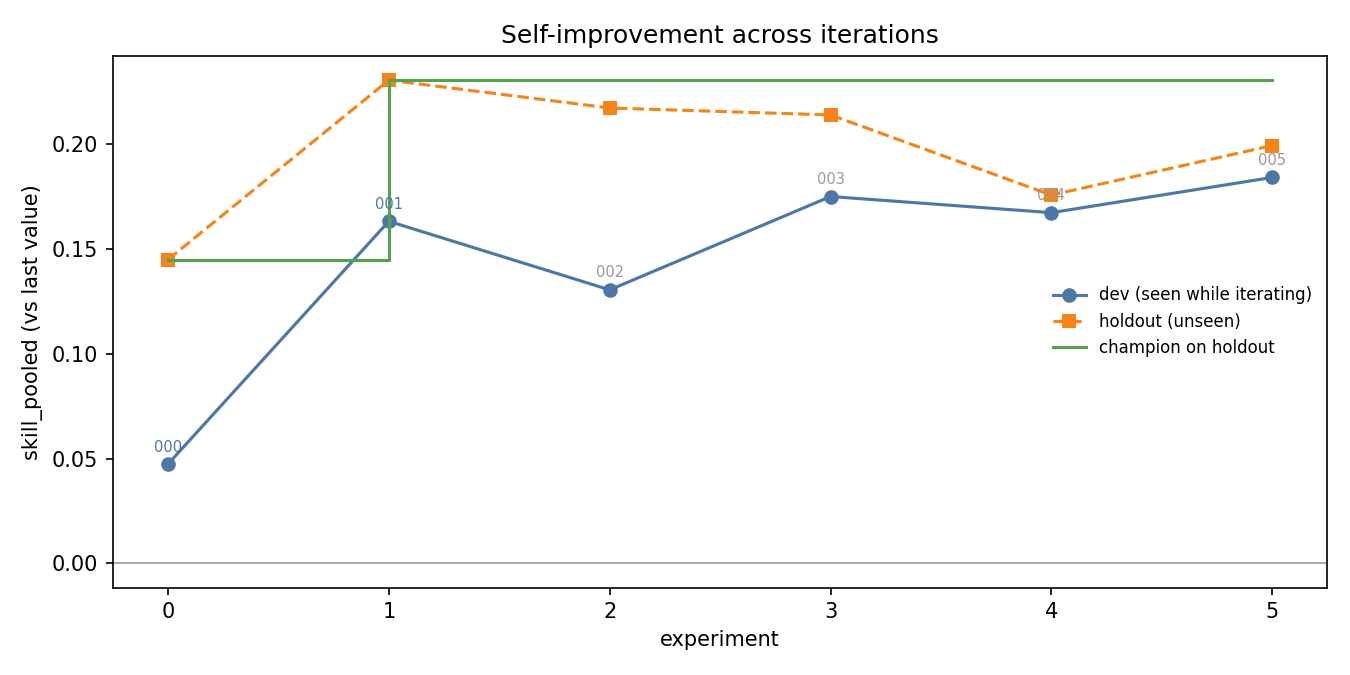 Self-improvement across iterations
skill_pooled (vs last value)
0.20
0.15
0.10
0.05
0.00
000
001
002
003
004
005
dev (seen while iterating)
holdout (unseen)
champion on holdout
0 1 2 3 4 5
experiment